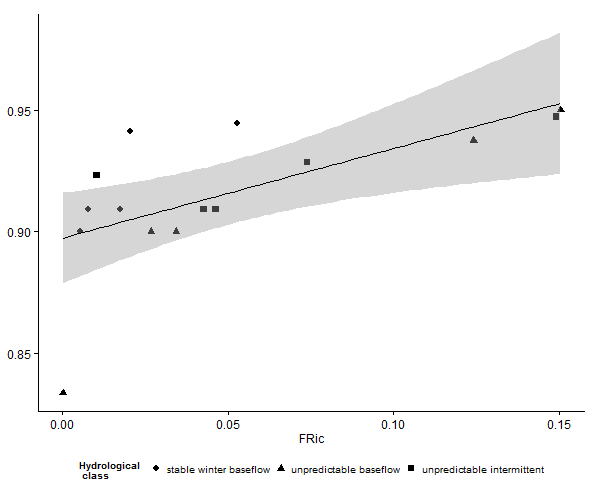 0.95
0.90
0.85
0.00 0.05 0.10 0.15
FRic
Hydrological
class
stable winter baseflow unpredictable baseflow unpredictable intermittent